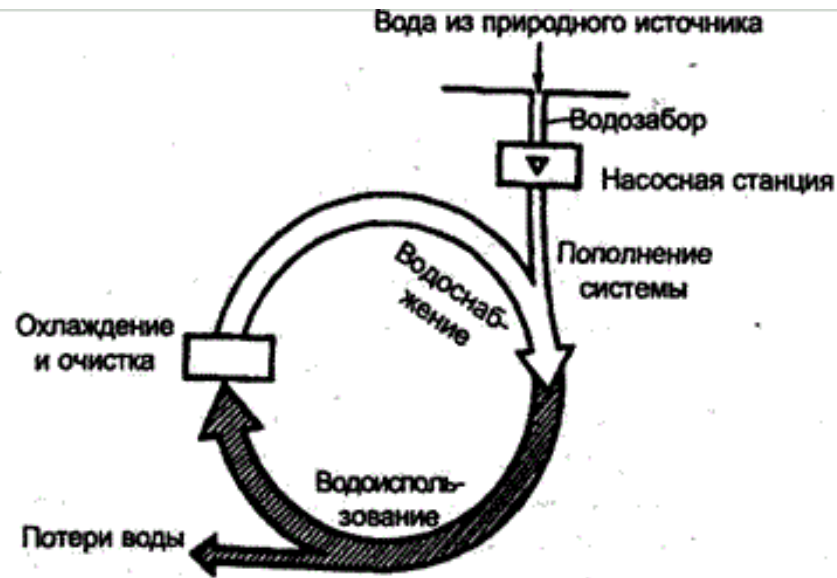 Вода из природного источника
Водозабор
Насосная станция
Пополнение
системы
Водоснаб-
жение
Охлаждение
и очистка
Водоисполь-
зование
Потери воды